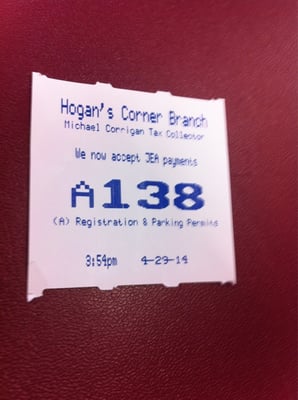 Hogan's Corner Branch
Michael Corrigan Tax Collector
We now accept JEA payments
A138
(A) Registration & Parking Permits
3:54pm 4-29-14